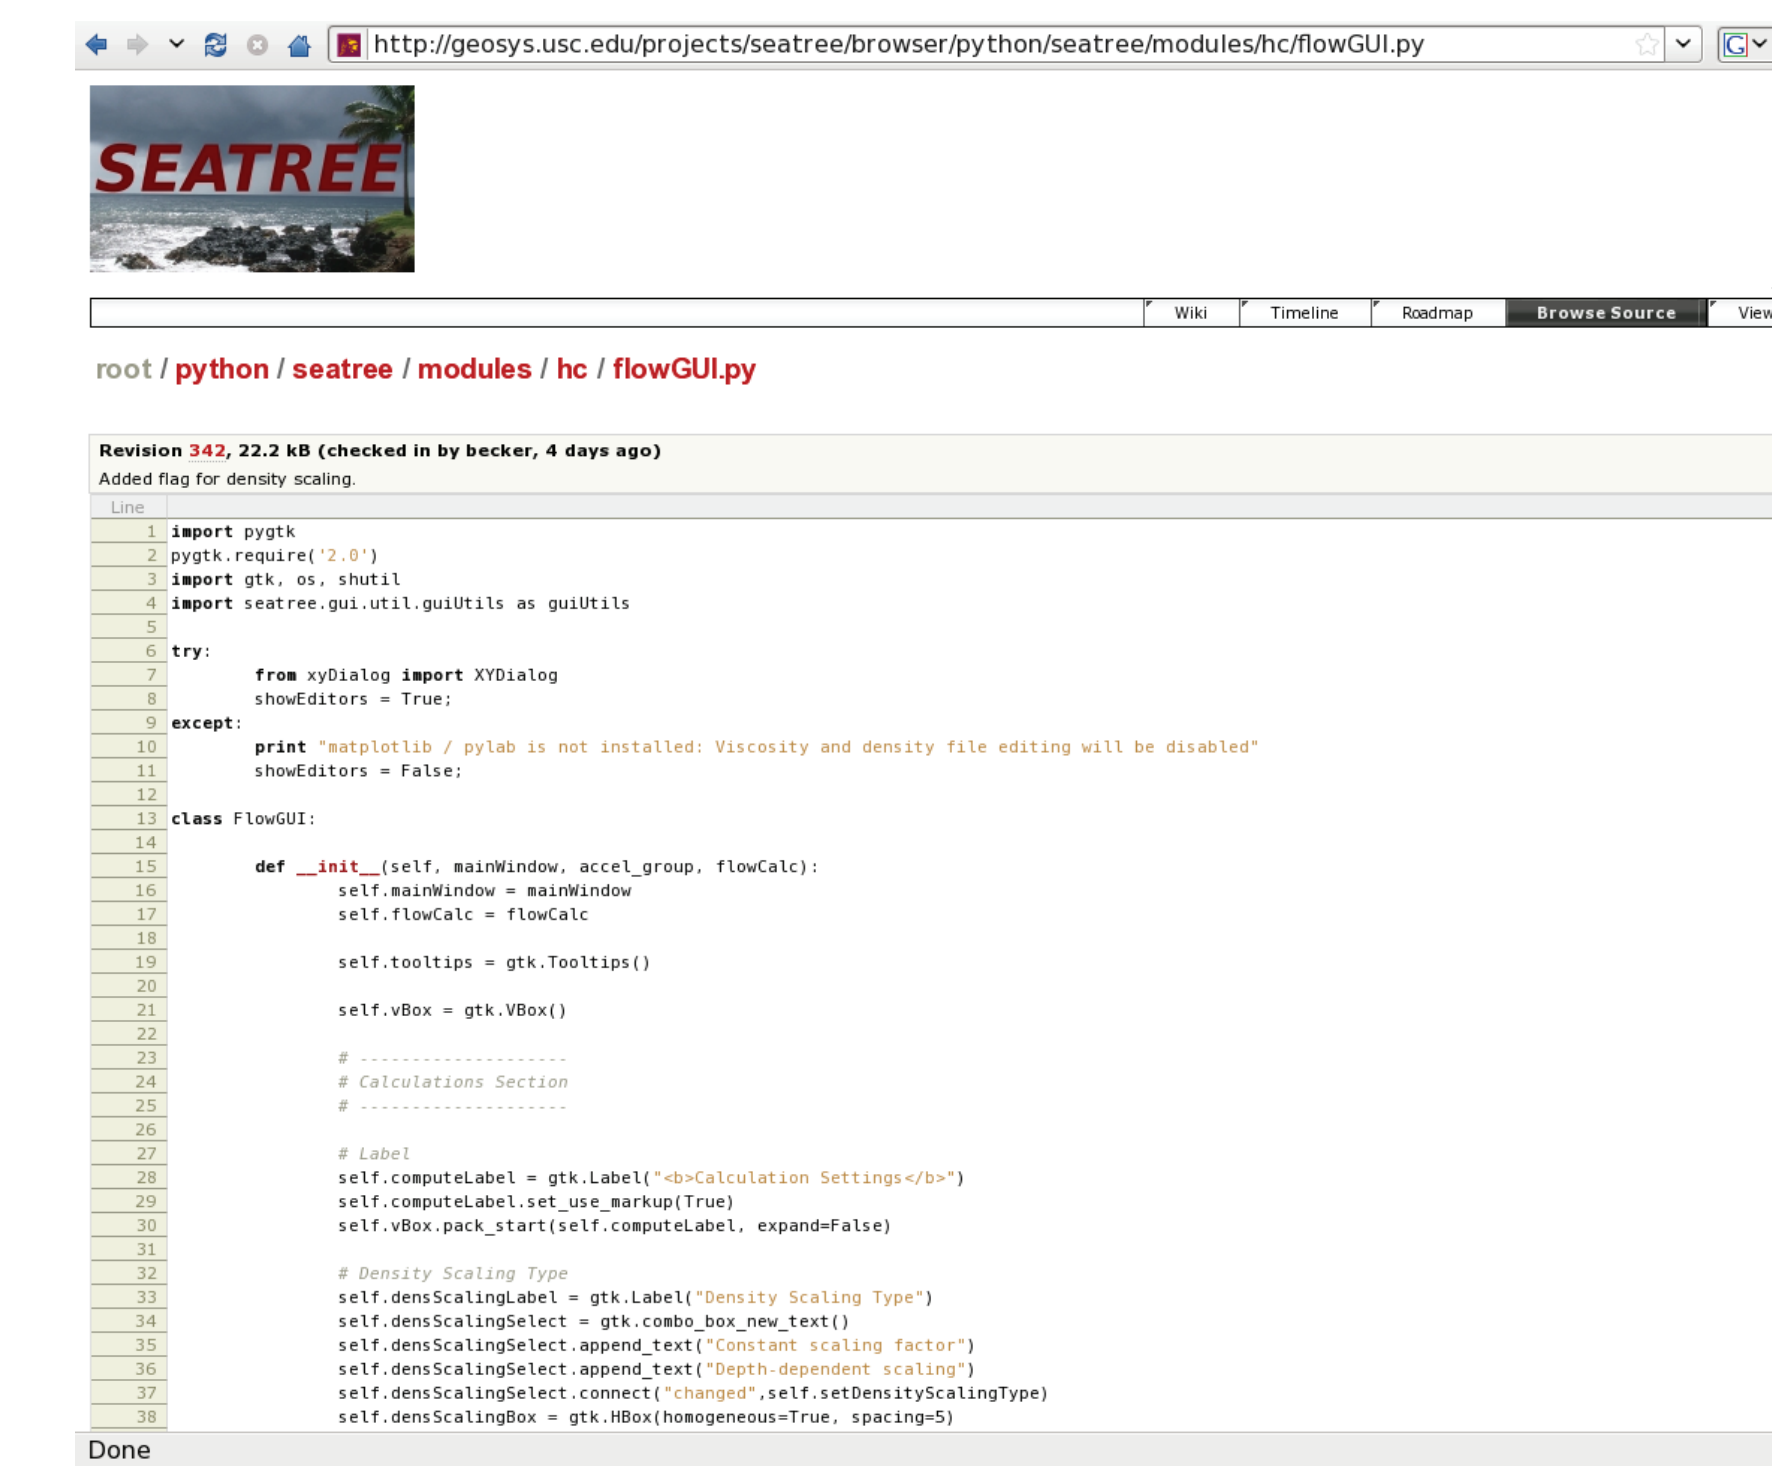 http://geosys.usc.edu/projects/seatree/browser/python/seatree/modules/hc/flowGUI.py
SEATREE
Wiki Timeline Roadmap Browse Source View
root / python / seatree / modules / hc / flowGUI.py
Revision 342, 22.2 kB (checked in by becker, 4 days ago)
Added flag for density scaling.
Line
1 import pygtk
2 pygtk.require('2.0')
3 import gtk, os, shutil
4 import seatree.gui.util.guiUtils as guiUtils
5
6 try:
7 from xyDialog import XYDialog
8 showEditors = True;
9 except:
10 print "matplotlib / pylab is not installed: Viscosity and density file editing will be disabled"
11 showEditors = False;
12
13 class FlowGUI:
14
15 def __init__(self, mainWindow, accel_group, flowCalc):
16 self.mainWindow = mainWindow
17 self.flowCalc = flowCalc
18
19 self.tooltips = gtk.Tooltips()
20
21 self.vBox = gtk.VBox()
22
23 # --------------------
24 # Calculations Section
25 # --------------------
26
27 # Label
28 self.computeLabel = gtk.Label("<b>Calculation Settings</b>")
29 self.computeLabel.set_use_markup(True)
30 self.vBox.pack_start(self.computeLabel, expand=False)
31
32 # Density Scaling Type
33 self.densScalingLabel = gtk.Label("Density Scaling Type")
34 self.densScalingSelect = gtk.combo_box_new_text()
35 self.densScalingSelect.append_text("Constant scaling factor")
36 self.densScalingSelect.append_text("Depth-dependent scaling")
37 self.densScalingSelect.connect("changed",self.setDensityScalingType)
38 self.densScalingBox = gtk.HBox(homogeneous=True, spacing=5)
Done